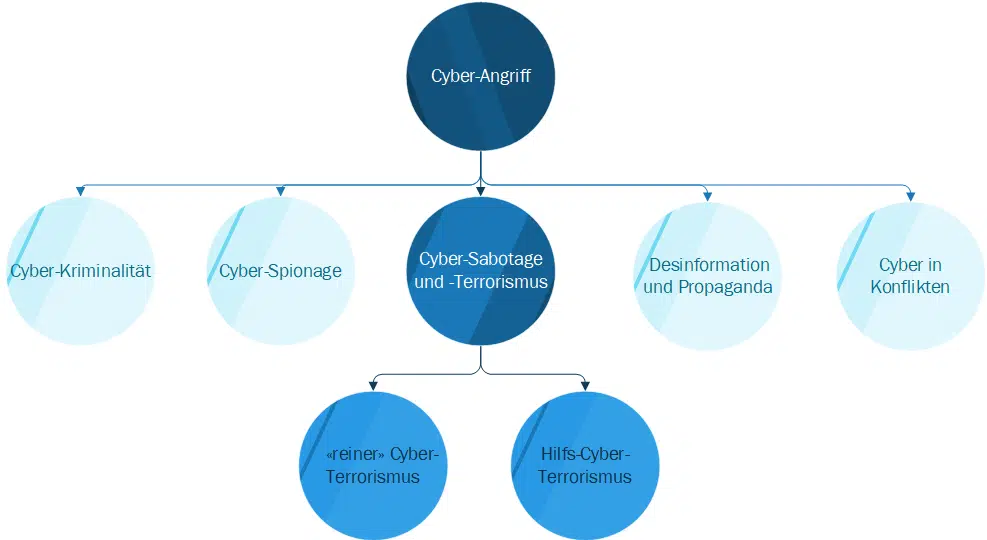 Cyber-Angriff
Cyber-Kriminalität
Cyber-Spionage
Cyber-Sabotage
und -Terrorismus
Desinformation
und Propaganda
Cyber in
Konflikten
«reiner» Cyber-
Terrorismus
Hilfs-Cyber-
Terrorismus